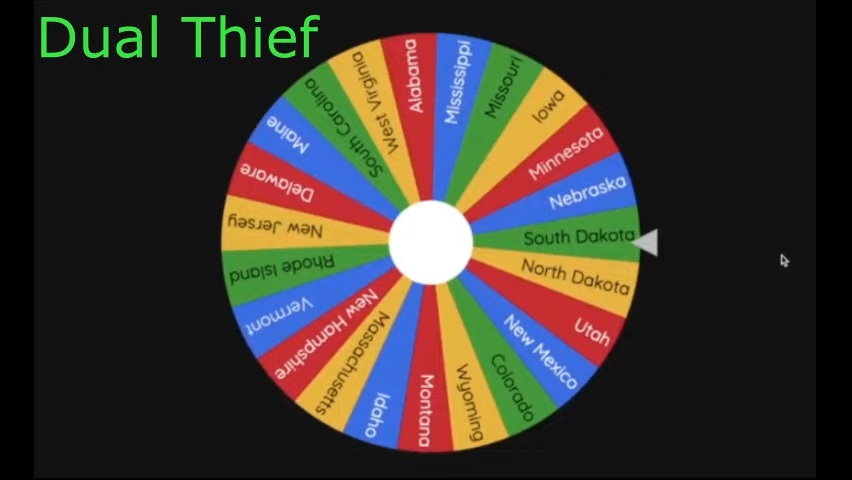 Dual Thief
Alabama
Mississippi
Missouri
Iowa
Minnesota
Nebraska
South Dakota
North Dakota
Utah
New Mexico
Colorado
Wyoming
Montana
Idaho
Massachusetts
New Hampshire
Vermont
Rhode Island
New Jersey
Delaware
Maine
South Carolina
West Virginia